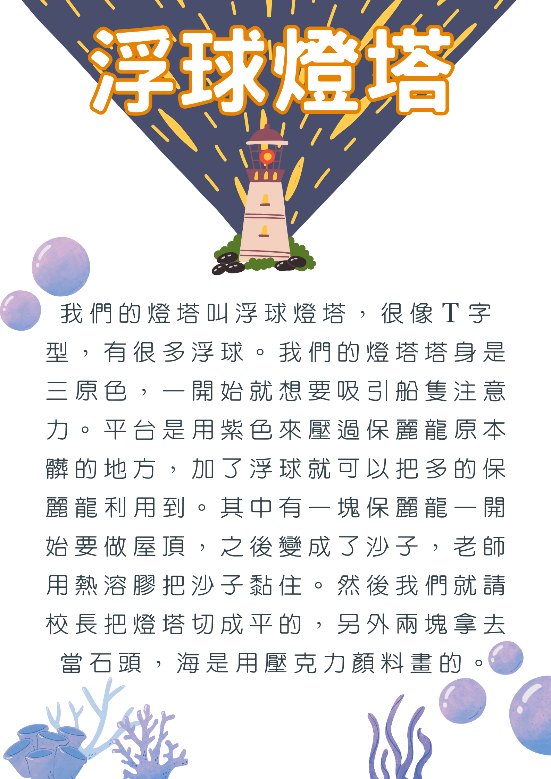 浮球燈塔
我們的燈塔叫浮球燈塔，很像T字
型，有很多浮球。我們的燈塔塔身是
三原色，一開始就想要吸引船隻注意
力。平台是用紫色來壓過保麗龍原本
髒的地方，加了浮球就可以把多的保
麗龍利用到。其中有一塊保麗龍一開
始要做屋頂，之後變成了沙子，老師
用熱溶膠把沙子黏住。然後我們就請
校長把燈塔切成平的，另外兩塊拿去
當石頭，海是用壓克力顏料畫的。